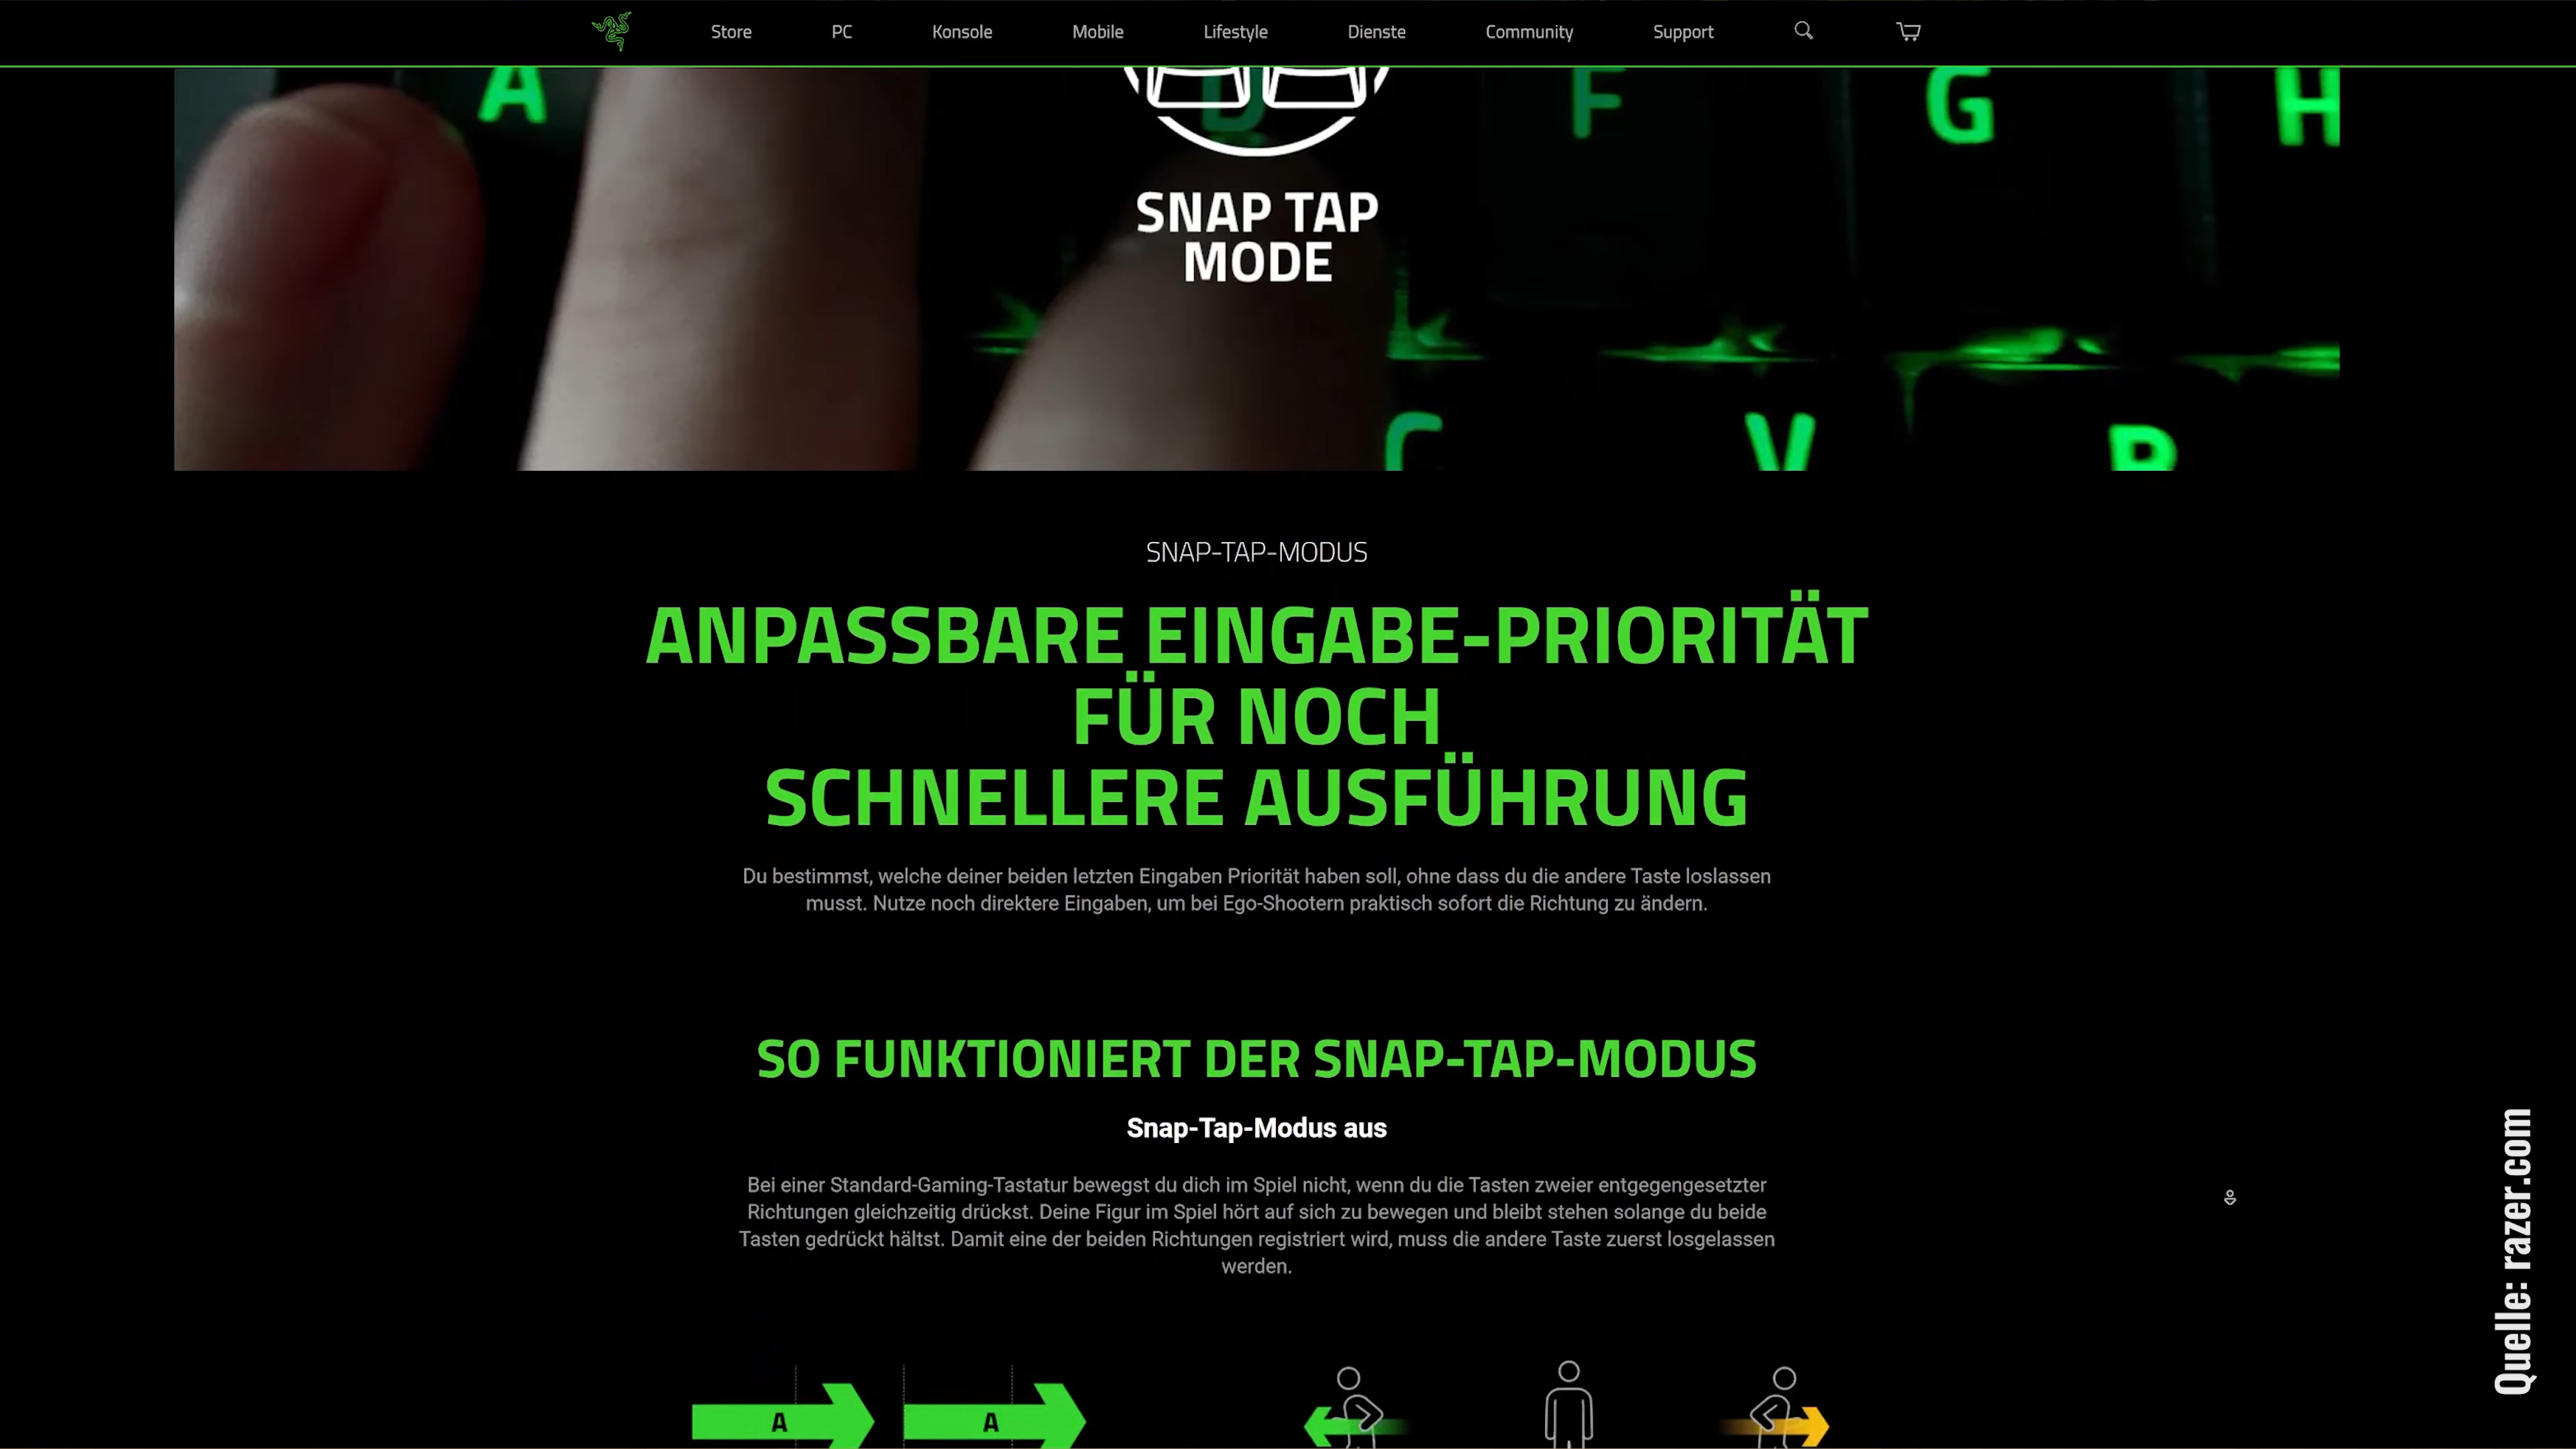 Store PC Konsole Mobile Lifestyle Dienste Community Support
A D F G H
SNAP TAP
MODE
C V B
SNAP-TAP-MODUS
ANPASSBARE EINGABE-PRIORITÄT
FÜR NOCH
SCHNELLERE AUSFÜHRUNG
Du bestimmst, welche deiner beiden letzten Eingaben Priorität haben soll, ohne dass du die andere Taste loslassen
musst. Nutze noch direktere Eingaben, um bei Ego-Shootern praktisch sofort die Richtung zu ändern.
SO FUNKTIONIERT DER SNAP-TAP-MODUS
Snap-Tap-Modus aus
Bei einer Standard-Gaming-Tastatur bewegst du dich im Spiel nicht, wenn du die Tasten zweier entgegengesetzter
Richtungen gleichzeitig drückst. Deine Figur im Spiel hört auf sich zu bewegen und bleibt stehen solange du beide
Tasten gedrückt hältst. Damit eine der beiden Richtungen registriert wird, muss die andere Taste zuerst losgelassen
werden.
A A
Quelle: razer.com